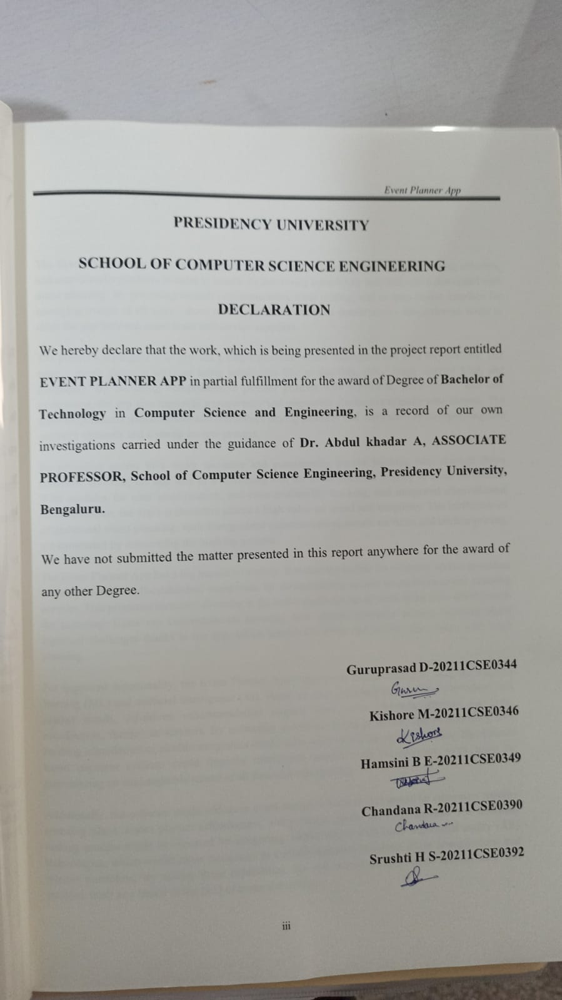 Event Planner App
PRESIDENCY UNIVERSITY
SCHOOL OF COMPUTER SCIENCE ENGINEERING
DECLARATION
We hereby declare that the work, which is being presented in the project report entitled
EVENT PLANNER APP in partial fulfillment for the award of Degree of Bachelor of
Technology in Computer Science and Engineering, is a record of our own
investigations carried under the guidance of Dr. Abdul khadar A, ASSOCIATE
PROFESSOR, School of Computer Science Engineering, Presidency University,
Bengaluru.
We have not submitted the matter presented in this report anywhere for the award of
any other Degree.
Guruprasad D-20211CSE0344
Guru
Kishore M-20211CSE0346
Kishore
Hamsini B E-20211CSE0349
Chandana R-20211CSE0390
Chandana
Srushti H S-20211CSE0392
iii